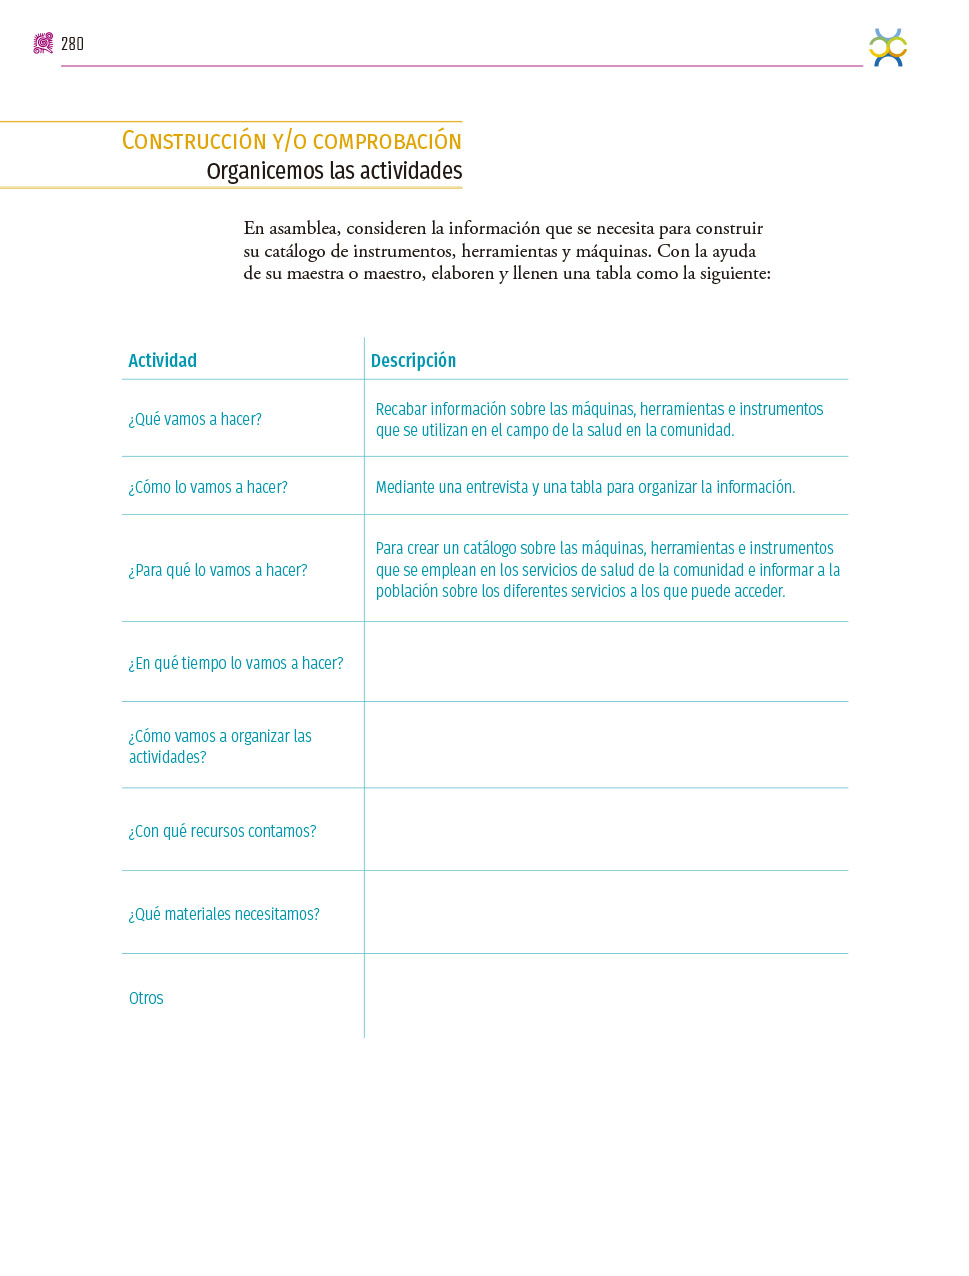 280
Construcción y/o comprobación
Organicemos las actividades
En asamblea, consideren la información que se necesita para construir
su catálogo de instrumentos, herramientas y máquinas. Con la ayuda
de su maestra o maestro, elaboren y llenen una tabla como la siguiente:
Actividad
Descripción
¿Qué vamos a hacer?
Recabar información sobre las máquinas, herramientas e instrumentos
que se utilizan en el campo de la salud en la comunidad.
¿Cómo lo vamos a hacer?
Mediante una entrevista y una tabla para organizar la información.
¿Para qué lo vamos a hacer?
Para crear un catálogo sobre las máquinas, herramientas e instrumentos
que se emplean en los servicios de salud de la comunidad e informar a la
población sobre los diferentes servicios a los que puede acceder.
¿En qué tiempo lo vamos a hacer?
¿Cómo vamos a organizar las
actividades?
¿Con qué recursos contamos?
¿Qué materiales necesitamos?
Otros